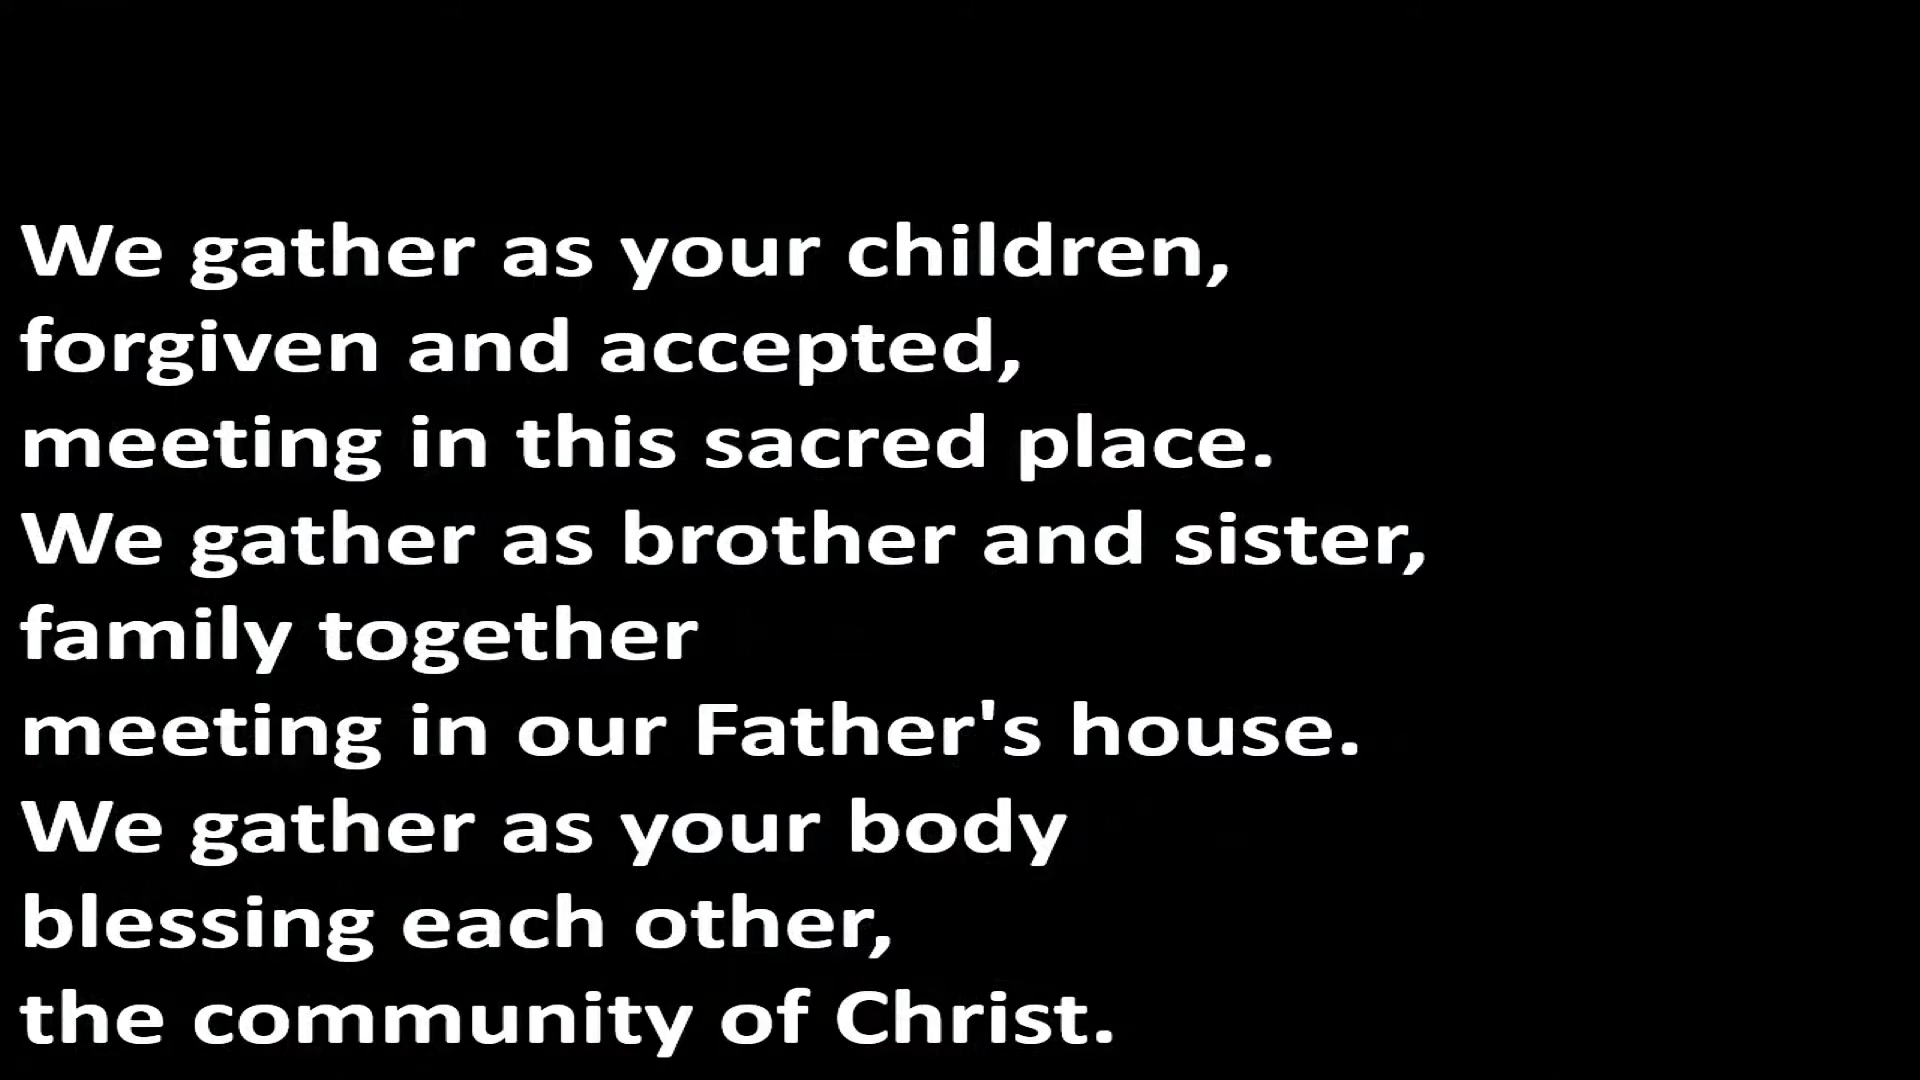 We gather as your children,
forgiven and accepted,
meeting in this sacred place.
We gather as brother and sister,
family together
meeting in our Father's house.
We gather as your body
blessing each other,
the community of Christ.